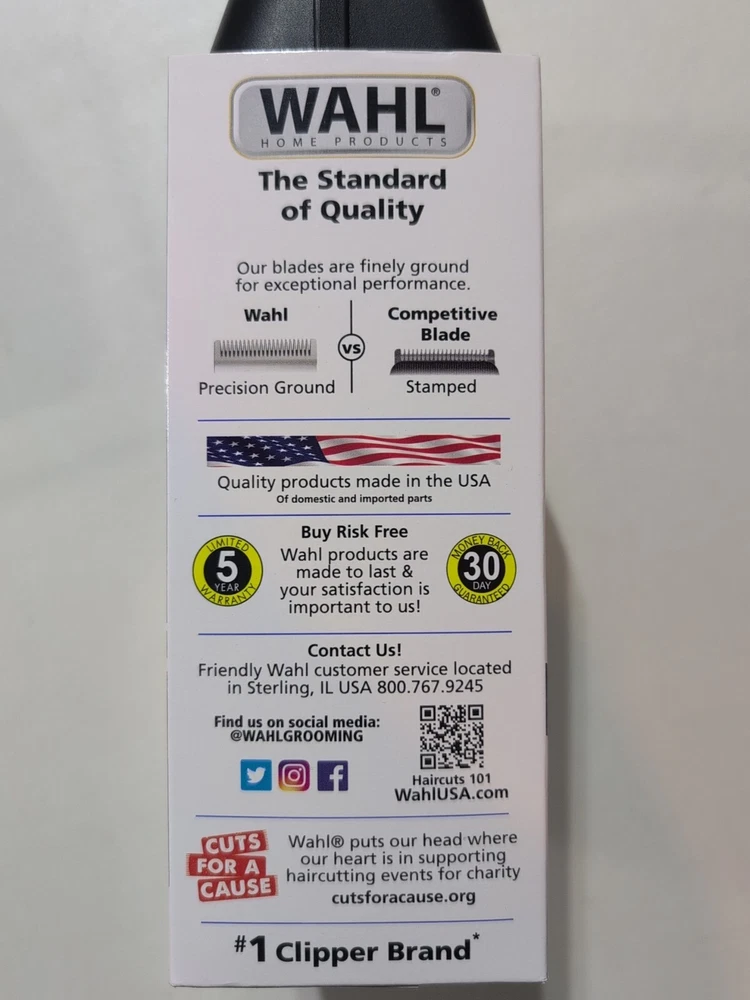 WAHL®
HOME PRODUCTS
The Standard
of Quality
Our blades are finely ground
for exceptional performance.
Wahl
vs
Competitive
Blade
Precision Ground
Stamped
Quality products made in the USA
Of domestic and imported parts
Buy Risk Free
LIMITED
5
YEAR
WARRANTY
Wahl products are
made to last &
your satisfaction is
important to us!
MONEY BACK
30
DAY
GUARANTEED
Contact Us!
Friendly Wahl customer service located
in Sterling, IL USA 800.767.9245
Find us on social media:
@WAHLGROOMING
Haircuts 101
WahlUSA.com
CUTS
FOR A
CAUSE
Wahl® puts our head where
our heart is in supporting
haircutting events for charity
cutsforacause.org
#1 Clipper Brand*